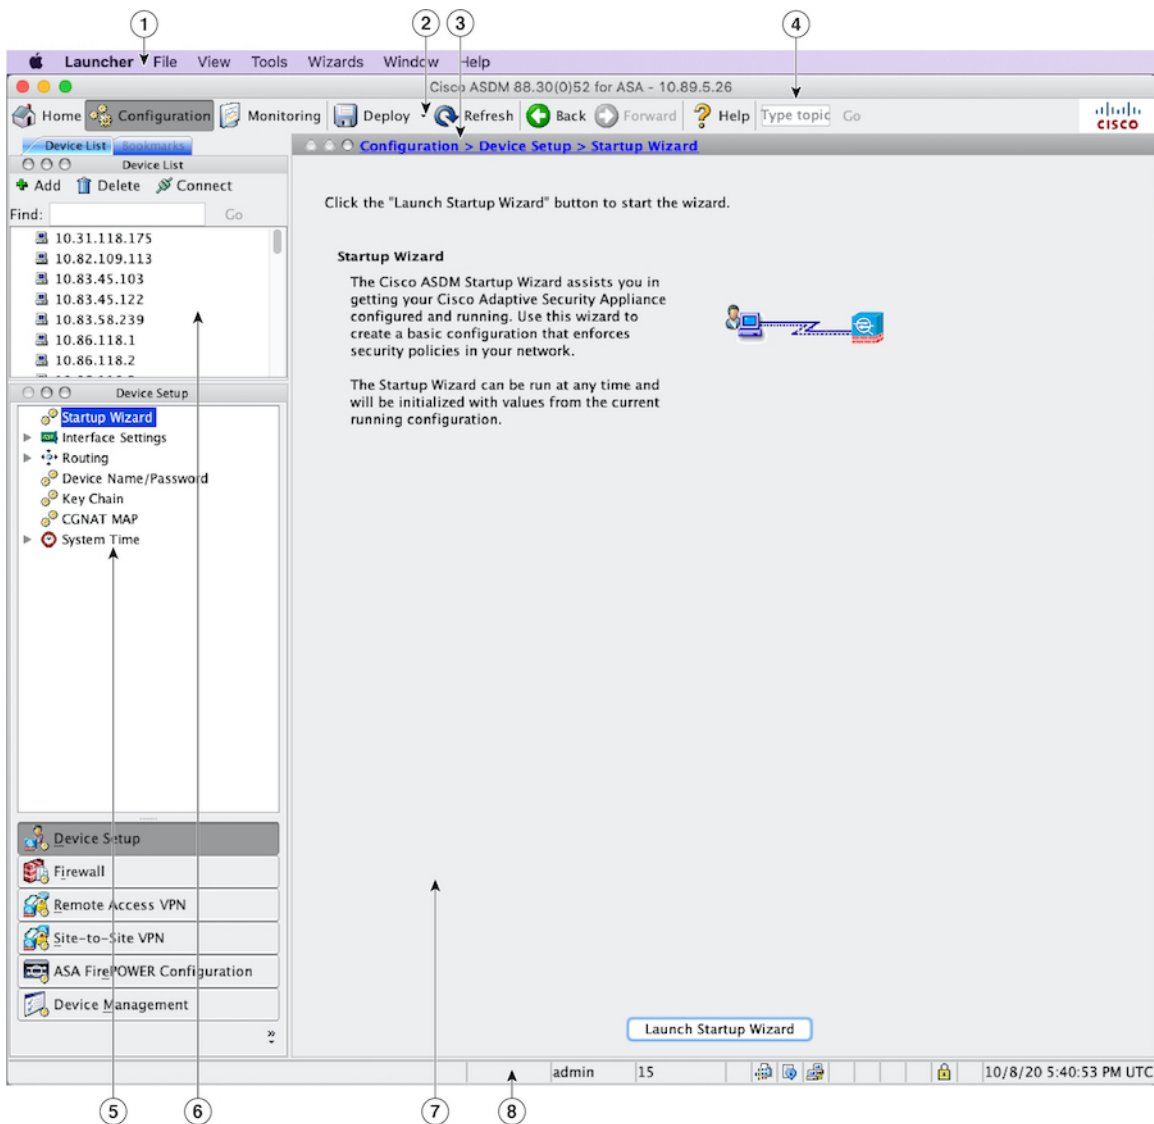 1 2 3 4
Launcher File View Tools Wizards Window Help
Cisco ASDM 88.30(0)52 for ASA - 10.89.5.26
Home Configuration Monitoring Deploy Refresh Back Forward Help Type topic Go
CISCO
Device List Bookmarks
Configuration > Device Setup > Startup Wizard
Device List
Add Delete Connect
Find: Go
10.31.118.175
10.82.109.113
10.83.45.103
10.83.45.122
10.83.58.239
10.86.118.1
10.86.118.2
Device Setup
Startup Wizard
Interface Settings
Routing
Device Name/Password
Key Chain
CGNAT MAP
System Time
Device Setup
Firewall
Remote Access VPN
Site-to-Site VPN
ASA FirePOWER Configuration
Device Management
Click the "Launch Startup Wizard" button to start the wizard.
Startup Wizard
The Cisco ASDM Startup Wizard assists you in
getting your Cisco Adaptive Security Appliance
configured and running. Use this wizard to
create a basic configuration that enforces
security policies in your network.
The Startup Wizard can be run at any time and
will be initialized with values from the current
running configuration.
Launch Startup Wizard
admin 15 10/8/20 5:40:53 PM UTC
5 6 7 8